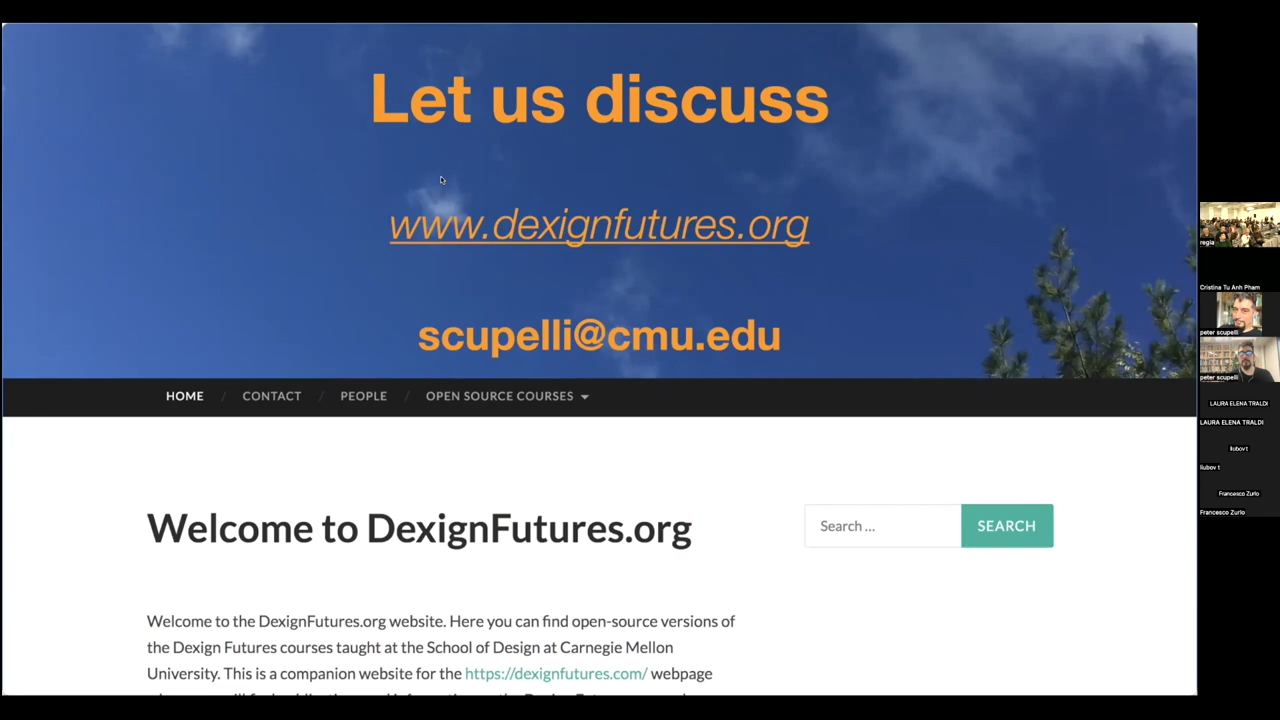 Let us discuss
www.dexignfutures.org
scupelli@cmu.edu
HOME / CONTACT / PEOPLE / OPEN SOURCE COURSES
Welcome to DexignFutures.org
Search ...
SEARCH
Welcome to the DexignFutures.org website. Here you can find open-source versions of
the Dexign Futures courses taught at the School of Design at Carnegie Mellon
University. This is a companion website for the https://dexignfutures.com/ webpage
regia
Cristina Tu Anh Pham
peter scupelli
peter scupelli
LAURA ELENA TRALDI
LAURA ELENA TRALDI
liubov t
liubov t
Francesco Zurlo
Francesco Zurlo